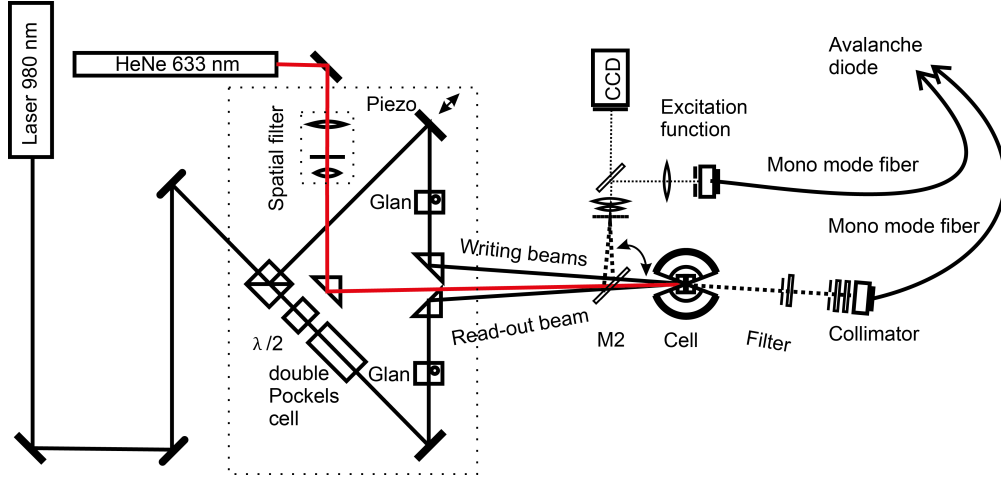 Laser 980 nm
HeNe 633 nm
Spatial filter
Piezo
Glan
CCD
Excitation
function
Avalanche
diode
Mono mode fiber
Mono mode fiber
Writing beams
Read-out beam
λ/2
double
Pockels
cell
Glan
M2
Cell
Filter
Collimator